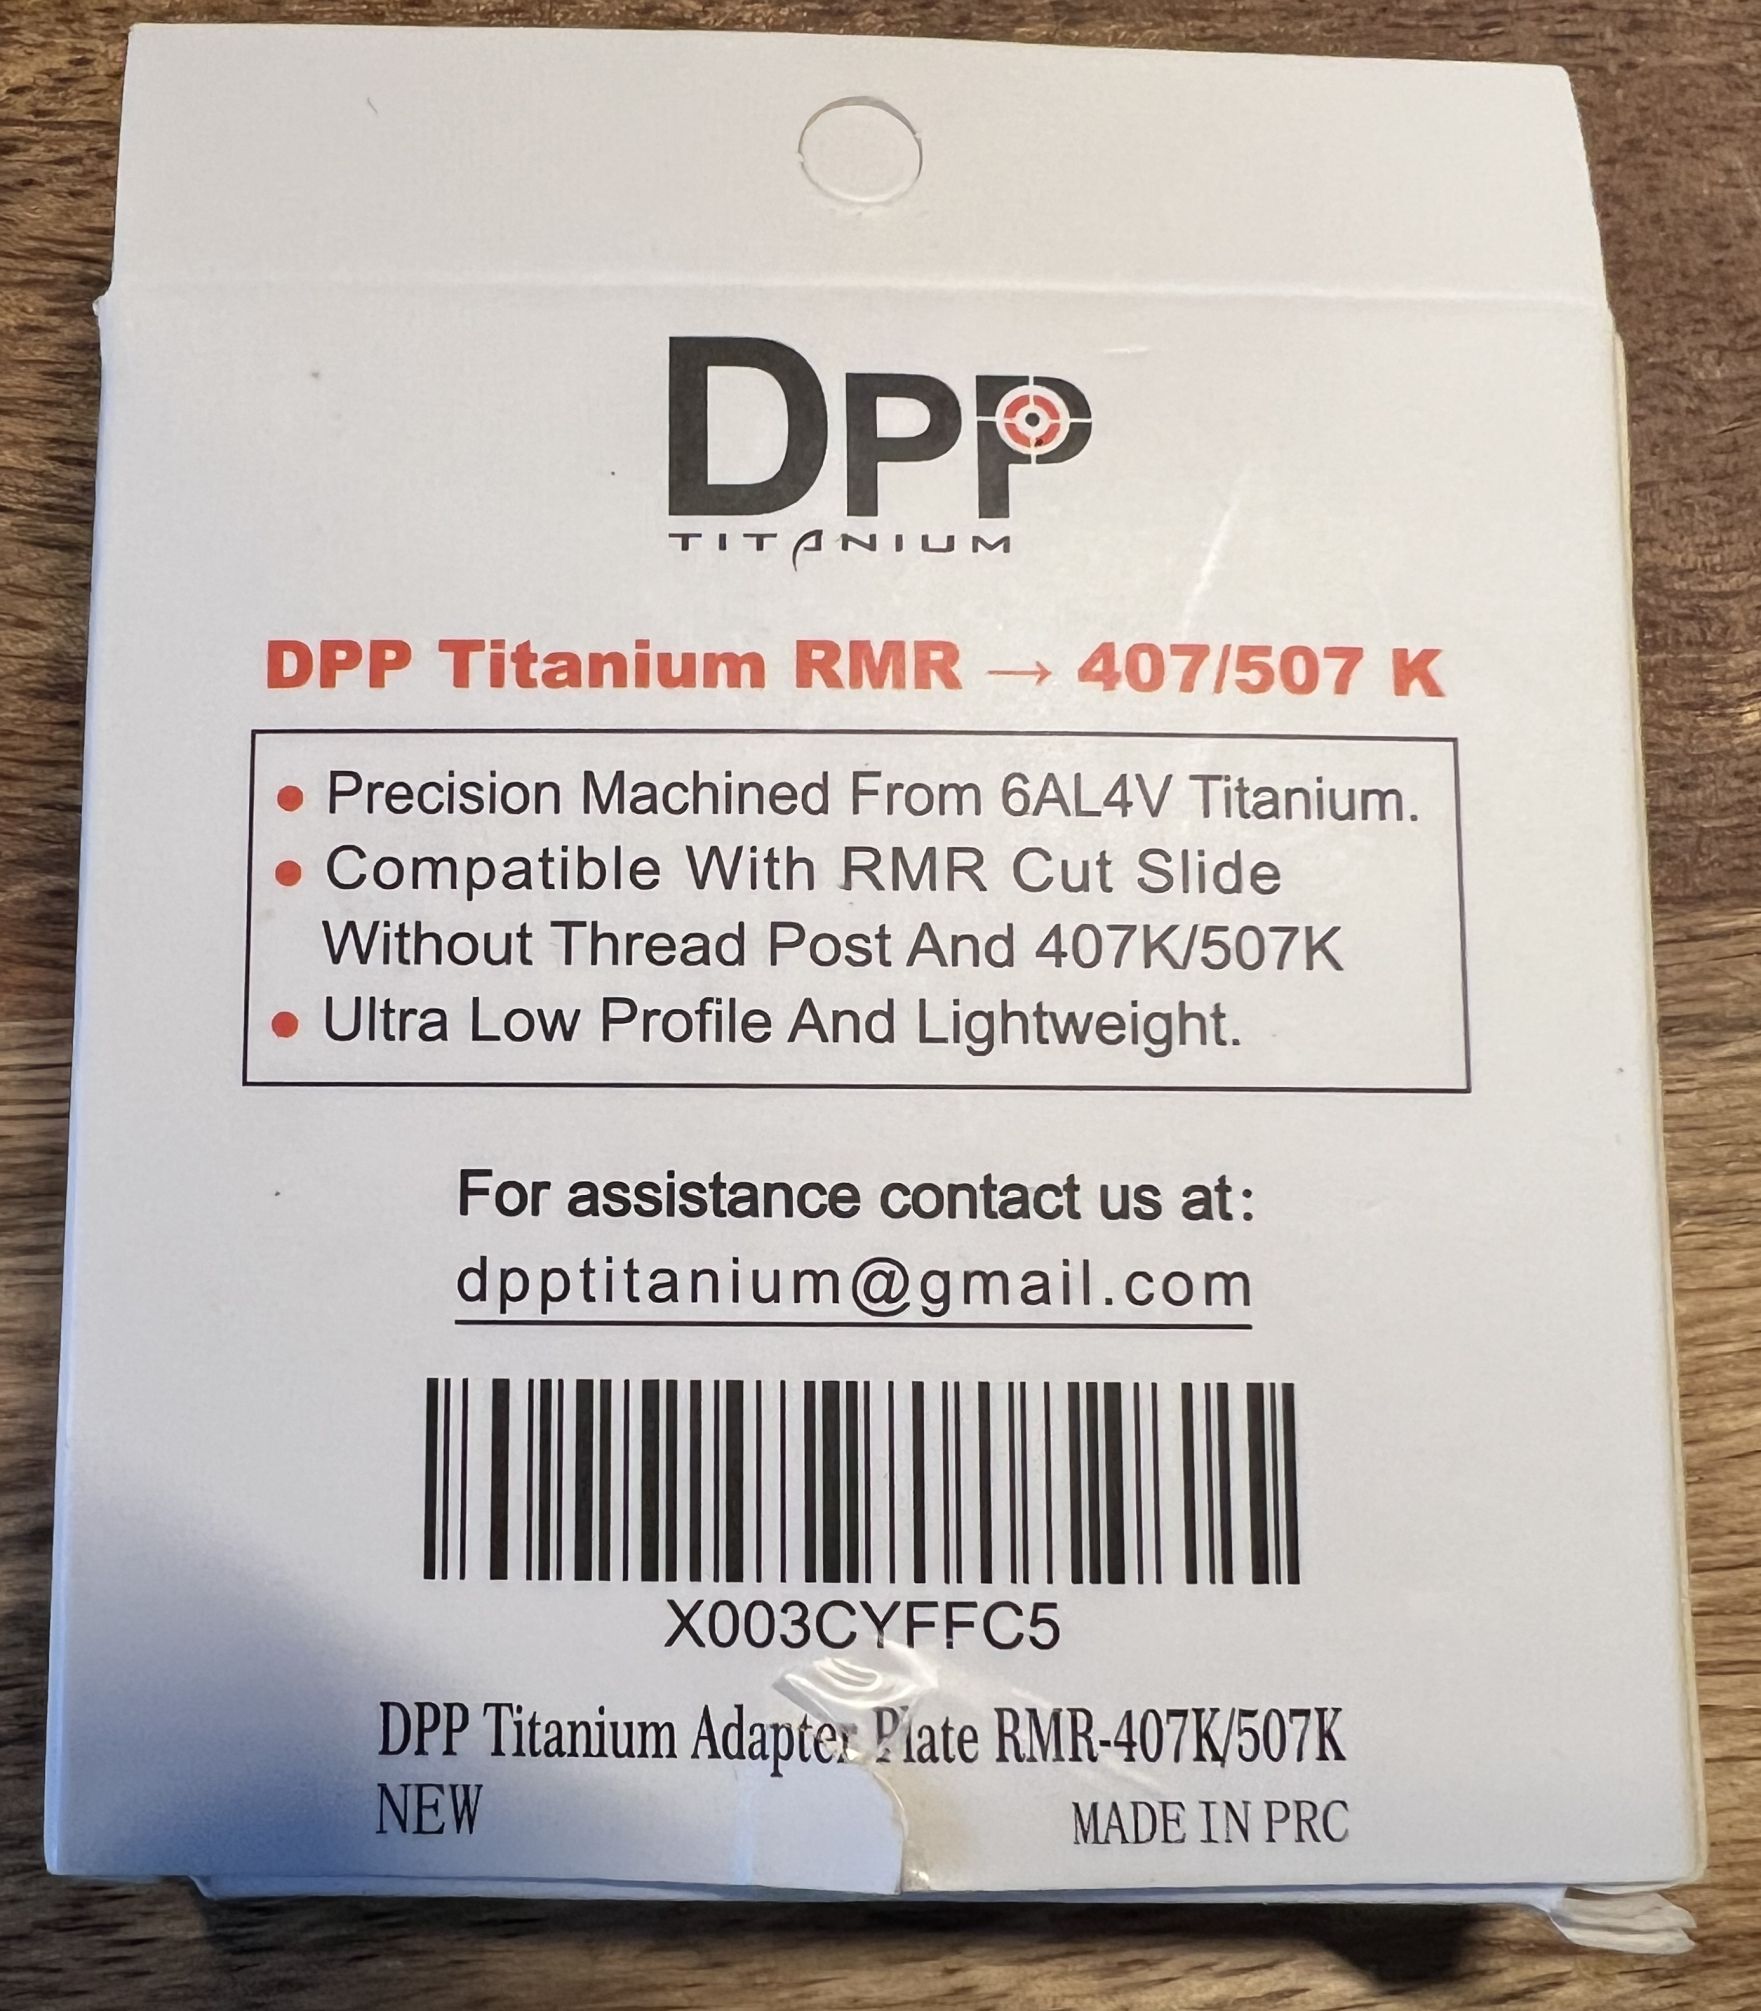 DPP
TITANIUM
DPP Titanium RMR → 407/507 K
• Precision Machined From 6AL4V Titanium.
• Compatible With RMR Cut Slide
Without Thread Post And 407K/507K
• Ultra Low Profile And Lightweight.
For assistance contact us at:
dpptitanium@gmail.com
X003CYFFC5
DPP Titanium Adapter Plate RMR-407K/507K
NEW
MADE IN PRC